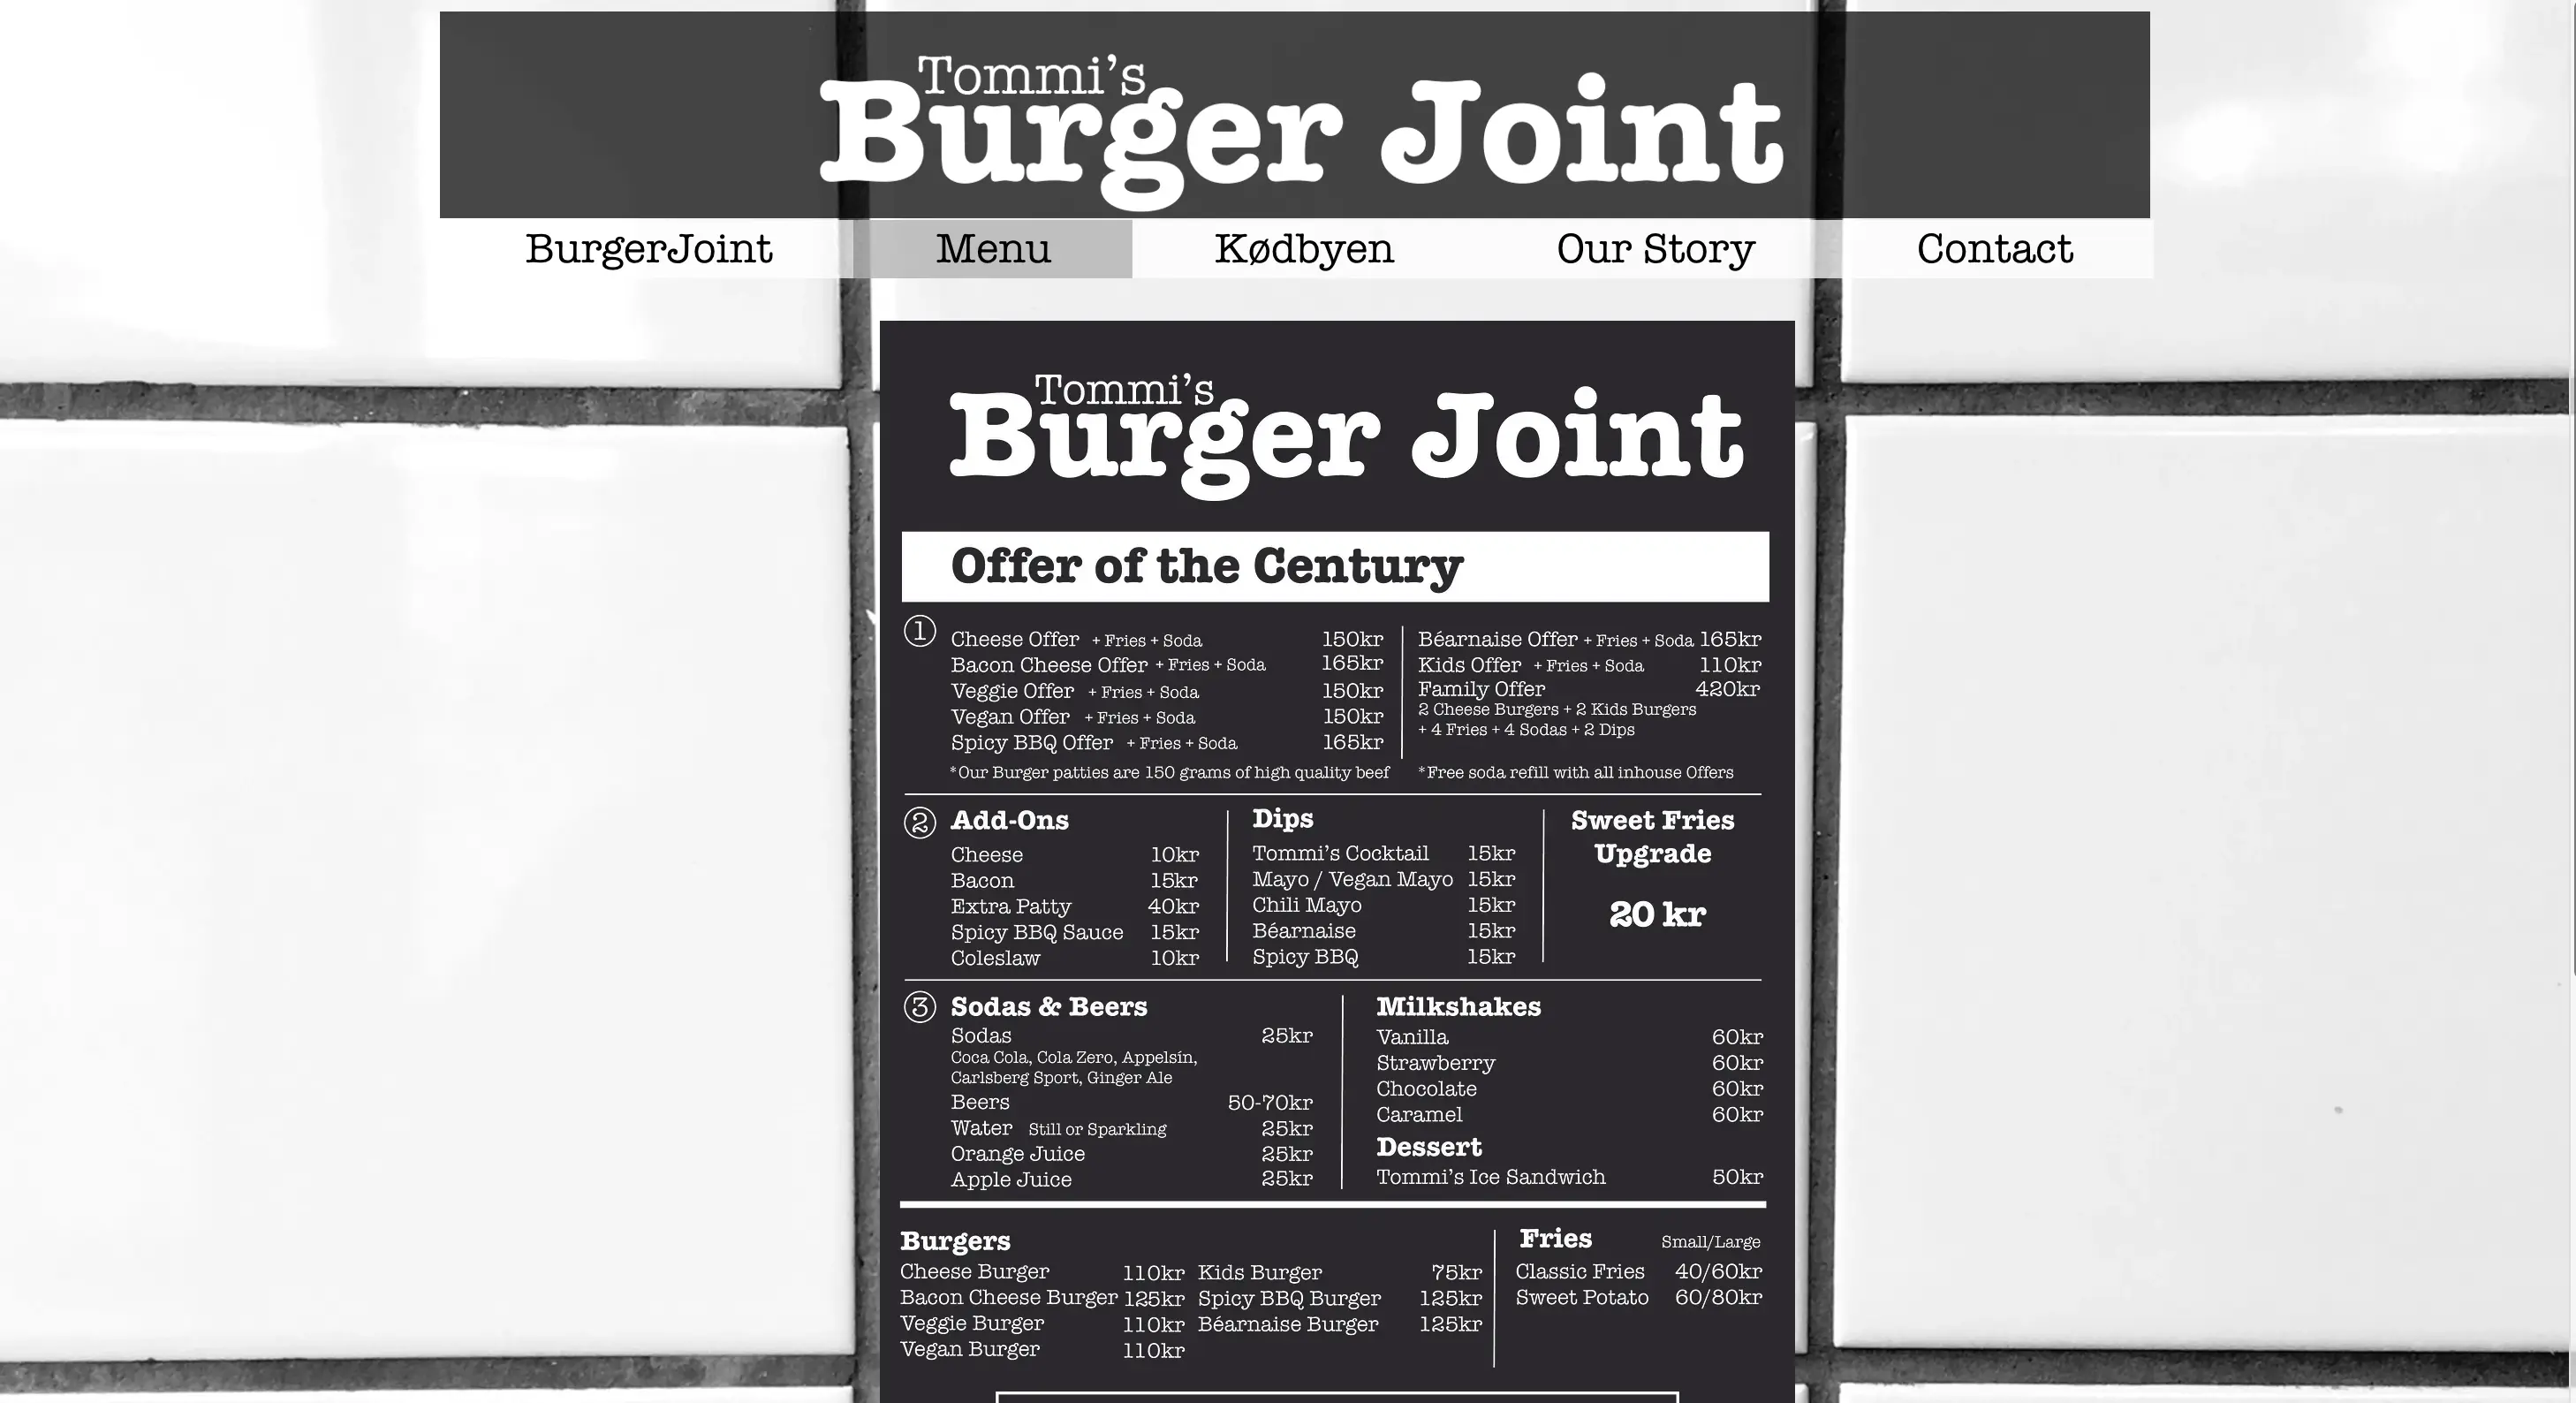 Tommi's
Burger Joint
BurgerJoint Menu Kødbyen Our Story Contact
Tommi's
Burger Joint
Offer of the Century
①
Cheese Offer + Fries + Soda 150kr
Bacon Cheese Offer + Fries + Soda 165kr
Veggie Offer + Fries + Soda 150kr
Vegan Offer + Fries + Soda 150kr
Spicy BBQ Offer + Fries + Soda 165kr
*Our Burger patties are 150 grams of high quality beef
Béarnaise Offer + Fries + Soda 165kr
Kids Offer + Fries + Soda 110kr
Family Offer 420kr
2 Cheese Burgers + 2 Kids Burgers
+ 4 Fries + 4 Sodas + 2 Dips
*Free soda refill with all inhouse Offers
② Add-Ons
Cheese 10kr
Bacon 15kr
Extra Patty 40kr
Spicy BBQ Sauce 15kr
Coleslaw 10kr
Dips
Tommi's Cocktail 15kr
Mayo / Vegan Mayo 15kr
Chili Mayo 15kr
Béarnaise 15kr
Spicy BBQ 15kr
Sweet Fries
Upgrade
20 kr
③ Sodas & Beers
Sodas 25kr
Coca Cola, Cola Zero, Appelsín,
Carlsberg Sport, Ginger Ale
Beers 50-70kr
Water Still or Sparkling 25kr
Orange Juice 25kr
Apple Juice 25kr
Milkshakes
Vanilla 60kr
Strawberry 60kr
Chocolate 60kr
Caramel 60kr
Dessert
Tommi's Ice Sandwich 50kr
Burgers
Cheese Burger 110kr
Bacon Cheese Burger 125kr
Veggie Burger 110kr
Vegan Burger 110kr
Kids Burger 75kr
Spicy BBQ Burger 125kr
Béarnaise Burger 125kr
Fries Small/Large
Classic Fries 40/60kr
Sweet Potato 60/80kr